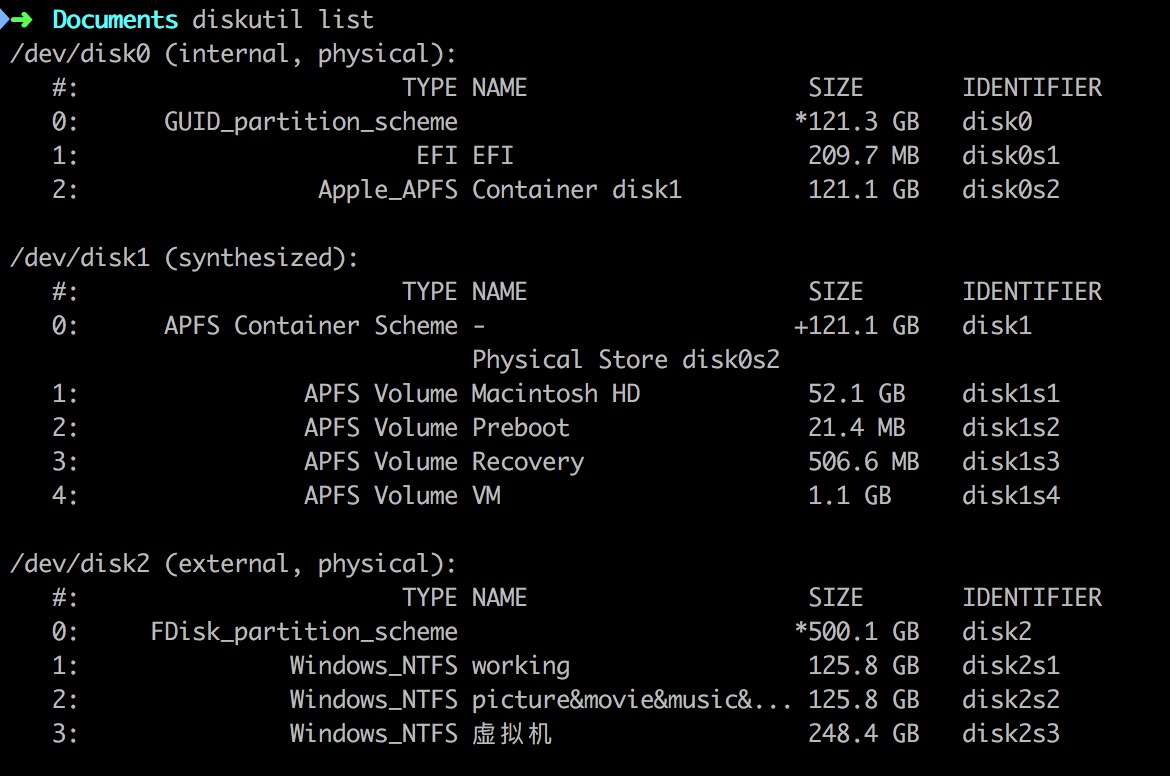 ➜ Documents diskutil list
/dev/disk0 (internal, physical):
   #:                       TYPE NAME                    SIZE       IDENTIFIER
   0:      GUID_partition_scheme                        *121.3 GB   disk0
   1:                        EFI EFI                     209.7 MB   disk0s1
   2:                 Apple_APFS Container disk1         121.1 GB   disk0s2
/dev/disk1 (synthesized):
   #:                       TYPE NAME                    SIZE       IDENTIFIER
   0:      APFS Container Scheme -                      +121.1 GB   disk1
                                 Physical Store disk0s2
   1:                APFS Volume Macintosh HD            52.1 GB    disk1s1
   2:                APFS Volume Preboot                 21.4 MB    disk1s2
   3:                APFS Volume Recovery                506.6 MB   disk1s3
   4:                APFS Volume VM                      1.1 GB     disk1s4
/dev/disk2 (external, physical):
   #:                       TYPE NAME                    SIZE       IDENTIFIER
   0:     FDisk_partition_scheme                        *500.1 GB   disk2
   1:               Windows_NTFS working                 125.8 GB   disk2s1
   2:               Windows_NTFS picture&movie&music&... 125.8 GB   disk2s2
   3:               Windows_NTFS 虚拟机                  248.4 GB   disk2s3